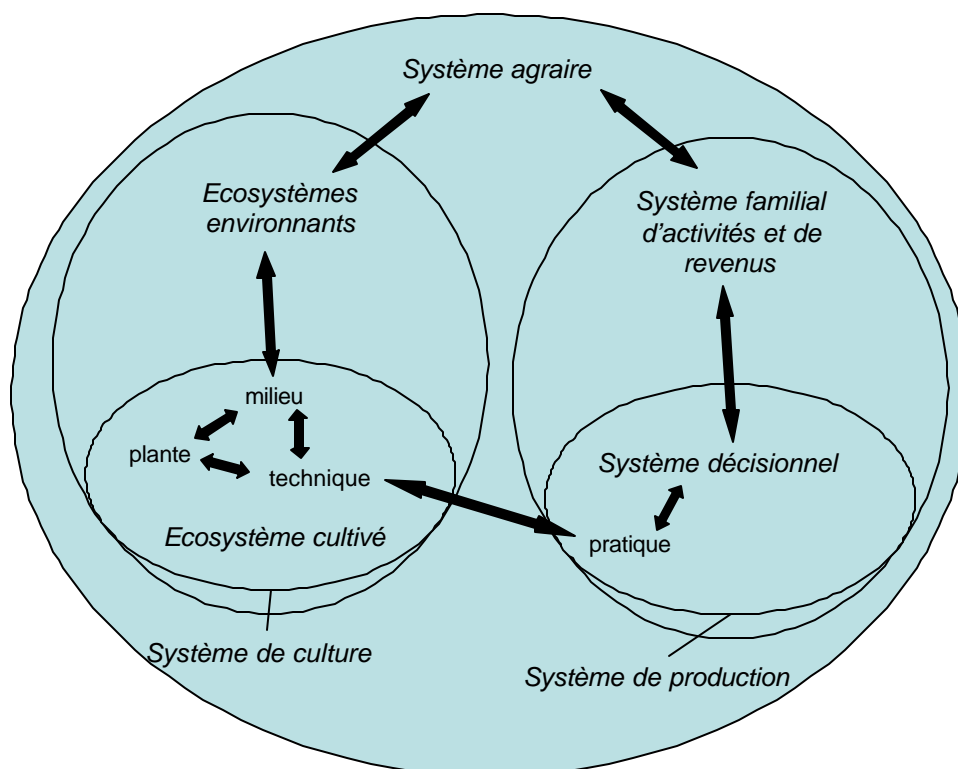 Système agraire
Ecosystèmes
environnants
Système familial
d'activités et de
revenus
milieu
plante
technique
Ecosystème cultivé
Système décisionnel
pratique
Système de culture
Système de production